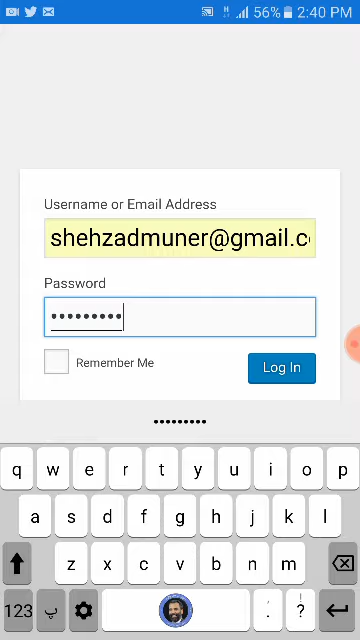 56% 2:40 PM
Username or Email Address
shehzadmuner@gmail.c
Password
•••••••••
Remember Me
Log In
•••••••••
q w e r t y u i o p
a s d f g h j k l
z x c v b n m
123 پ . : ?